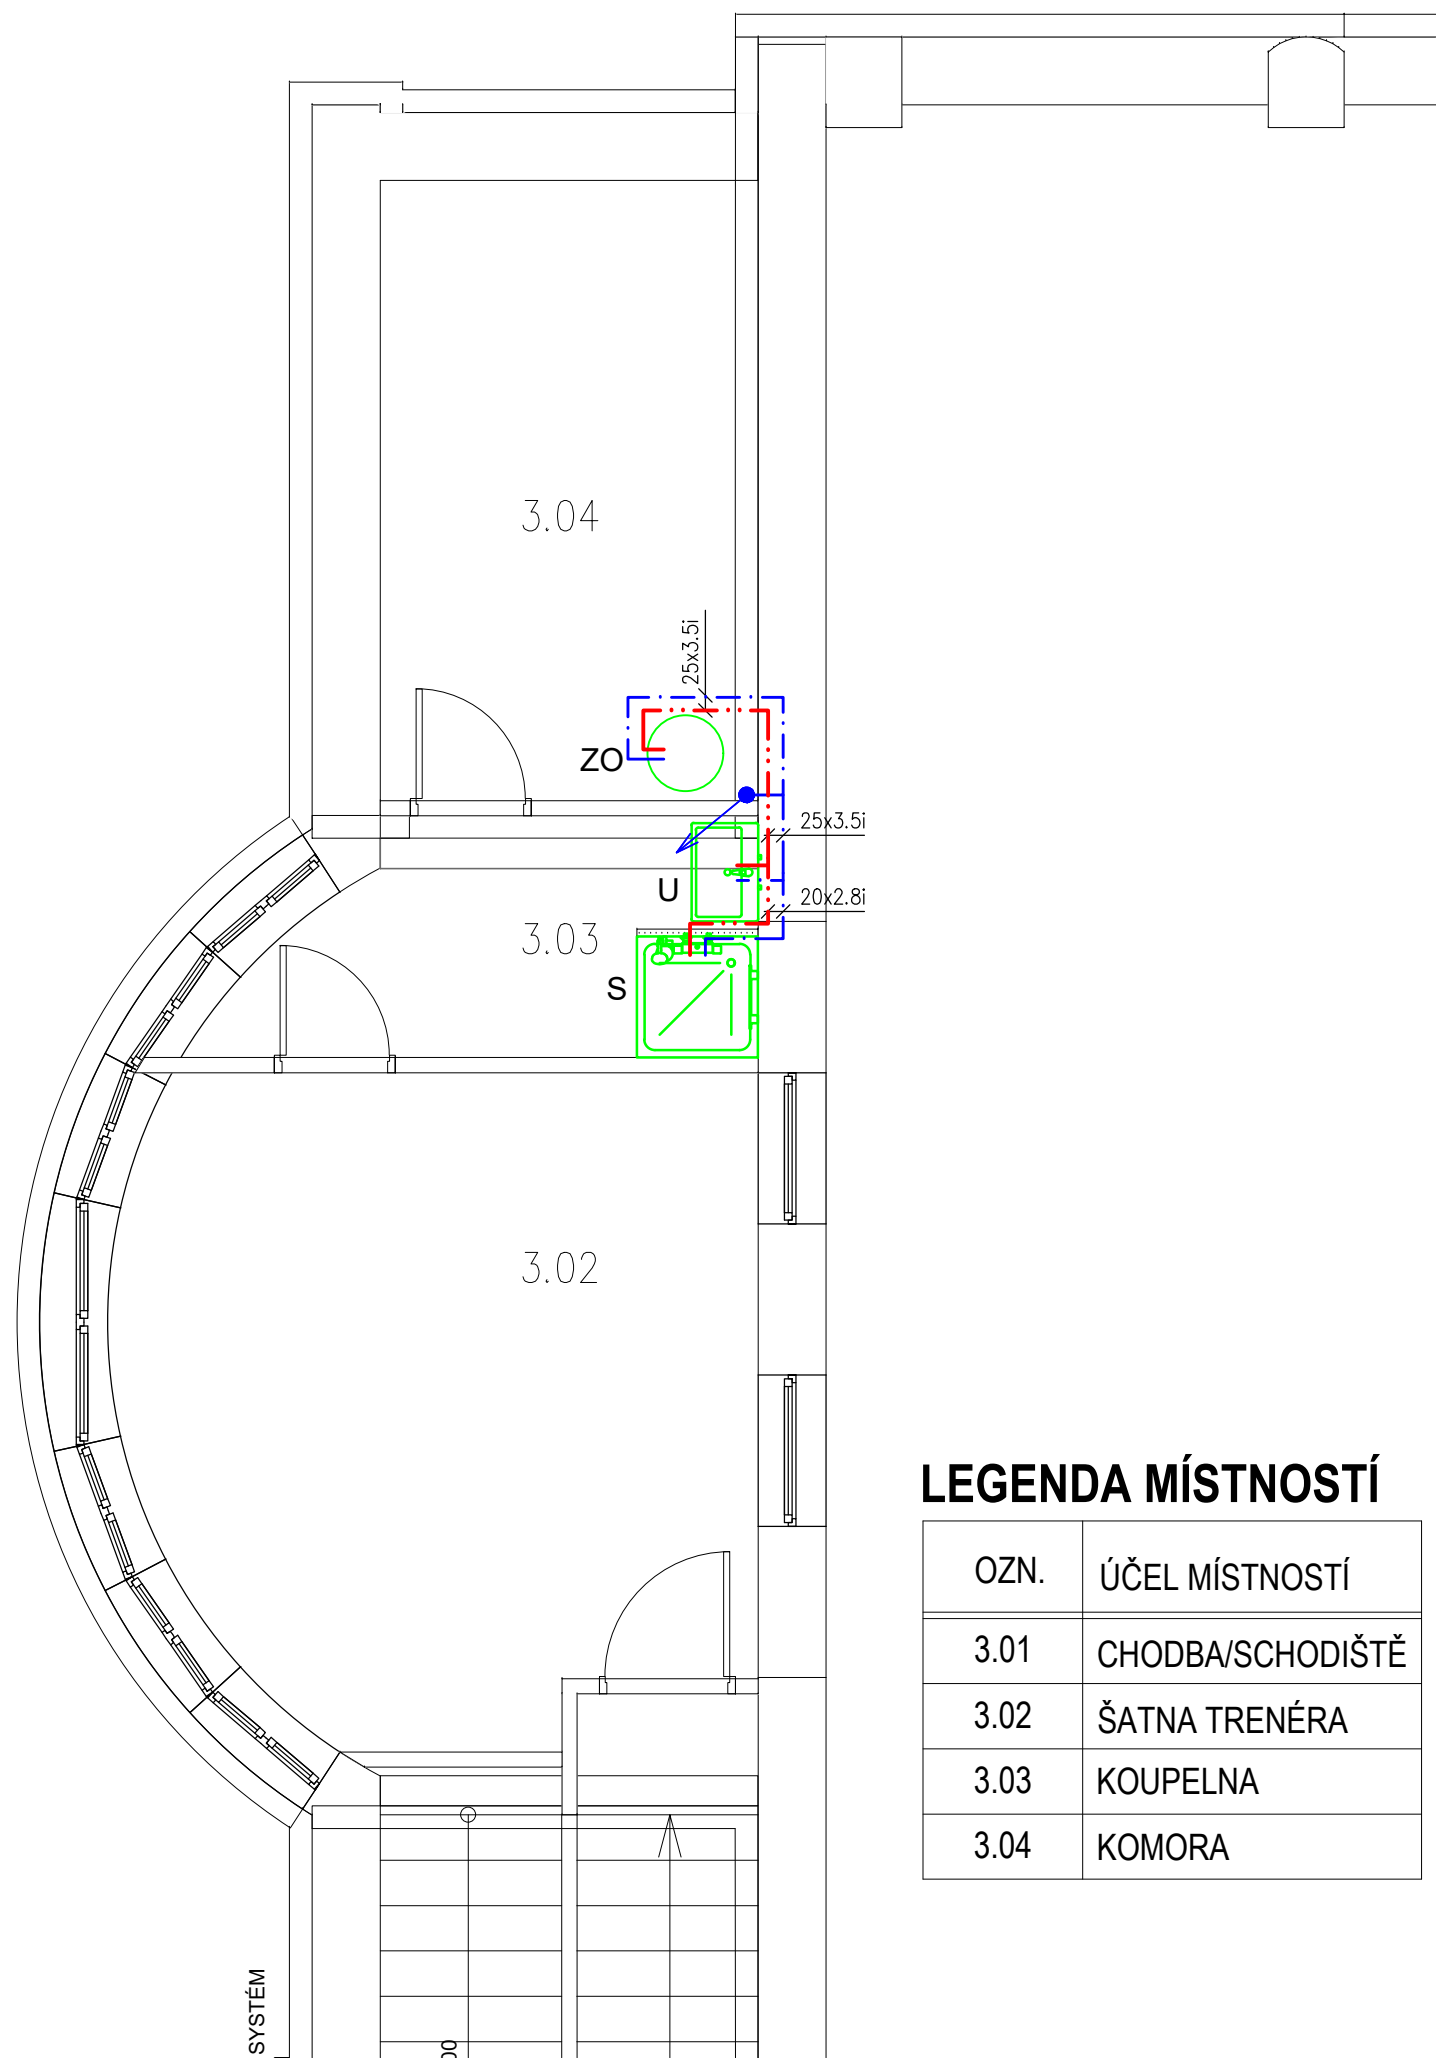 3.04
25x3.5i
ZO
25x3.5i
U
20x2.8i
3.03
S
3.02
LEGENDA MÍSTNOSTÍ
OZN. ÚČEL MÍSTNOSTÍ
3.01 CHODBA/SCHODIŠTĚ
3.02 ŠATNA TRENÉRA
3.03 KOUPELNA
3.04 KOMORA
SYSTÉM